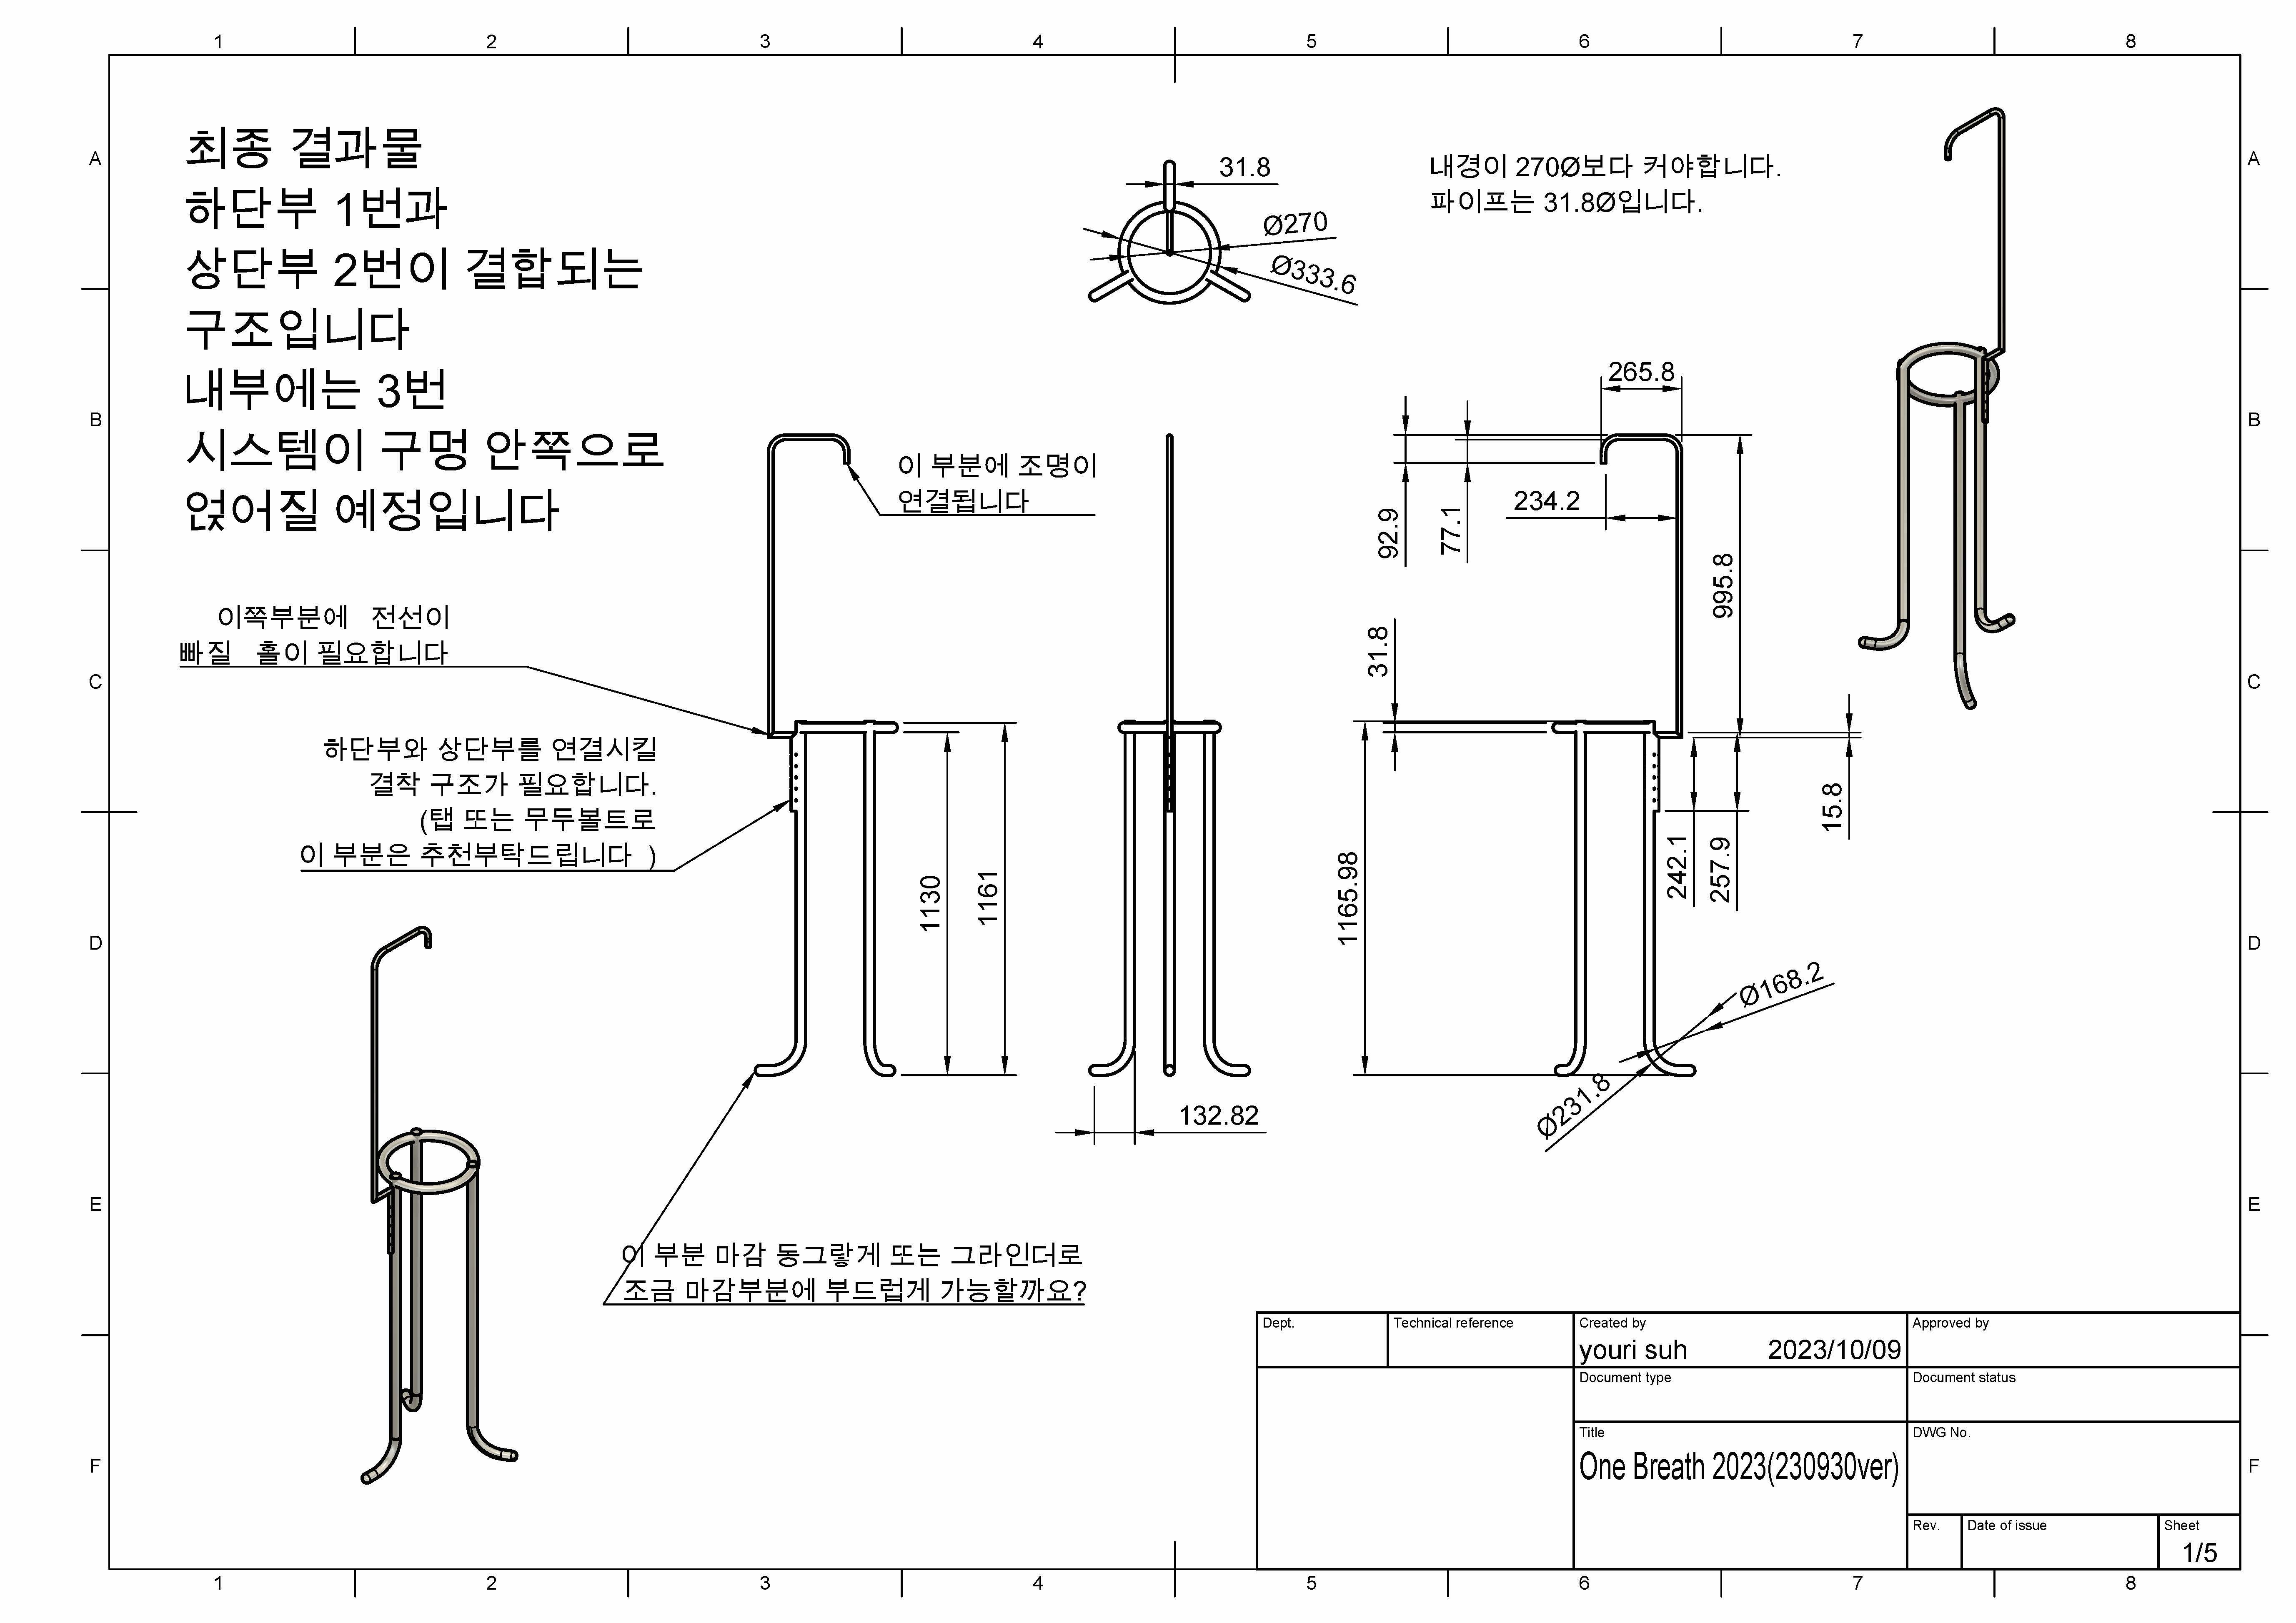 1 2 3 4 5 6 7 8
A
B
C
D
E
F
최종 결과물
하단부 1번과
상단부 2번이 결합되는
구조입니다
내부에는 3번
시스템이 구멍 안쪽으로
얹어질 예정입니다
31.8
Ø270
Ø333.6
내경이 270Ø보다 커야합니다.
파이프는 31.8Ø입니다.
이 부분에 조명이
연결됩니다
265.8
234.2
92.9
77.1
995.8
31.8
이쪽부분에 전선이
빠질 홀이 필요합니다
하단부와 상단부를 연결시킬
결착 구조가 필요합니다.
(탭 또는 무두볼트로
이 부분은 추천부탁드립니다 )
1130
1161
1165.98
242.1
257.9
15.8
Ø168.2
Ø231.8
132.82
이 부분 마감 동그랗게 또는 그라인더로
조금 마감부분에 부드럽게 가능할까요?
Dept.
Technical reference
Created by
youri suh 2023/10/09
Approved by
Document type
Document status
Title
One Breath 2023(230930ver)
DWG No.
Rev.
Date of issue
Sheet
1/5
A
B
C
D
E
F
1 2 3 4 5 6 7 8